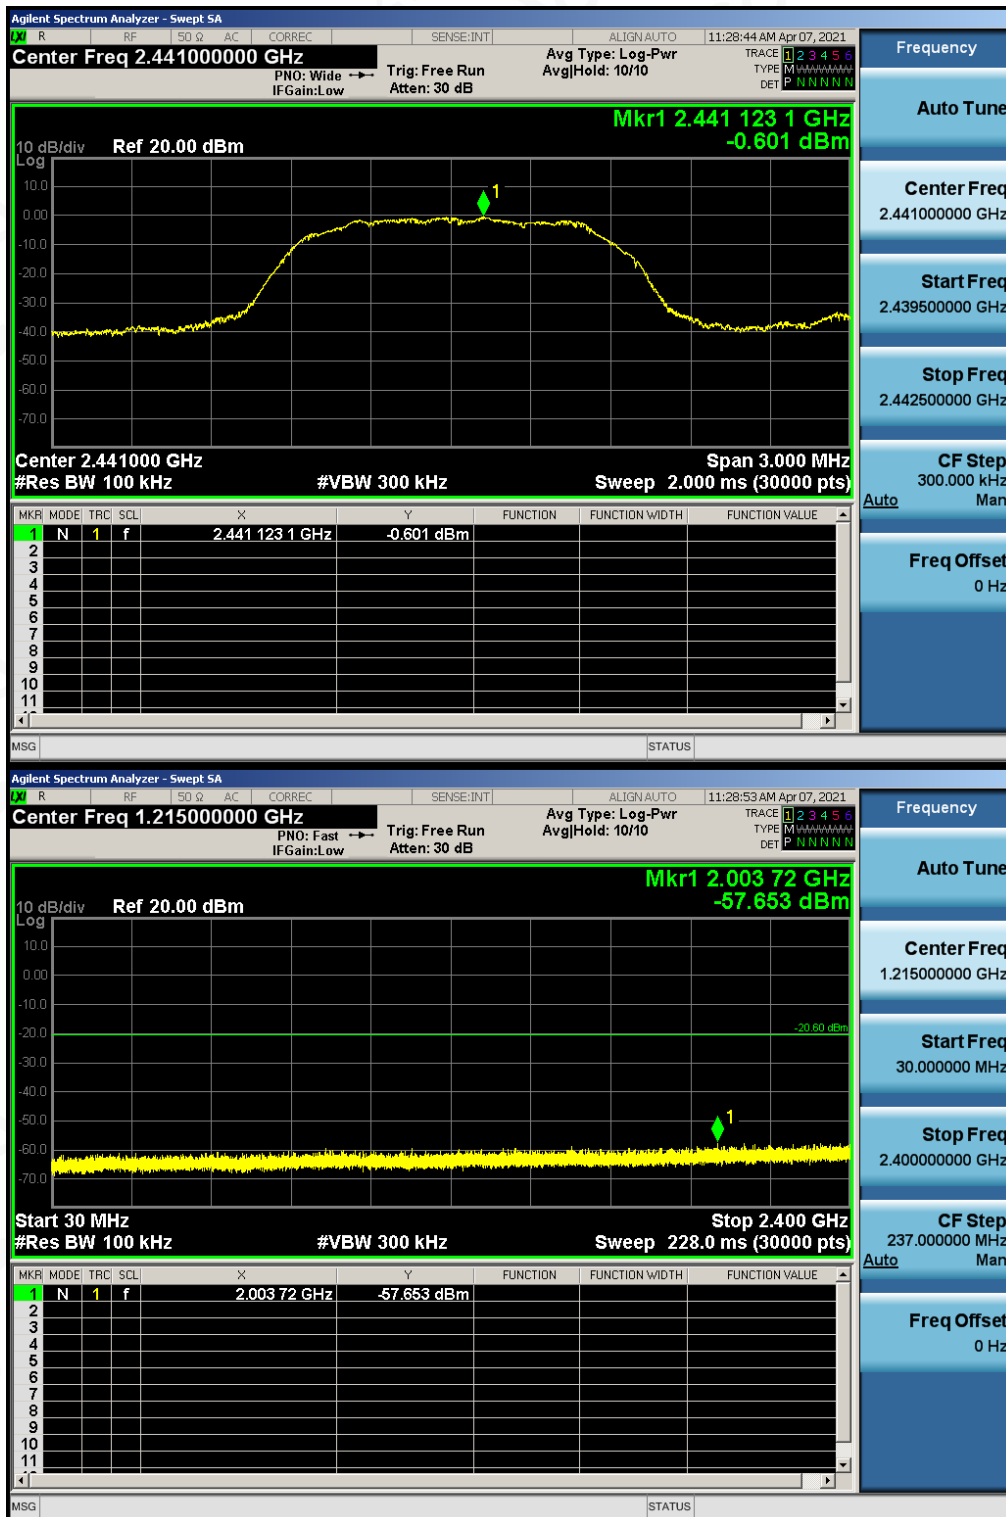 Agilent Spectrum Analyzer - Swept SA
LXI R RF 50 Ω AC CORREC SENSE:INT ALIGN AUTO 11:28:44 AM Apr 07, 2021
Center Freq 2.441000000 GHz
PNO: Wide
IFGain:Low
Trig: Free Run
Atten: 30 dB
Avg Type: Log-Pwr
Avg|Hold: 10/10
TRACE 1 2 3 4 5 6
TYPE M
DET P N N N N N
Mkr1 2.441 123 1 GHz
-0.601 dBm
10 dB/div Ref 20.00 dBm
Log
10.0
0.00
-10.0
-20.0
-30.0
-40.0
-50.0
-60.0
-70.0
1
Center 2.441000 GHz Span 3.000 MHz
#Res BW 100 kHz #VBW 300 kHz Sweep 2.000 ms (30000 pts)
MKR MODE TRC SCL X Y FUNCTION FUNCTION WIDTH FUNCTION VALUE
1 N 1 f 2.441 123 1 GHz -0.601 dBm
2
3
4
5
6
7
8
9
10
11
MSG STATUS
Frequency
Auto Tune
Center Freq
2.441000000 GHz
Start Freq
2.439500000 GHz
Stop Freq
2.442500000 GHz
CF Step
300.000 kHz
Auto Man
Freq Offset
0 Hz
Agilent Spectrum Analyzer - Swept SA
LXI R RF 50 Ω AC CORREC SENSE:INT ALIGN AUTO 11:28:53 AM Apr 07, 2021
Center Freq 1.215000000 GHz
PNO: Fast
IFGain:Low
Trig: Free Run
Atten: 30 dB
Avg Type: Log-Pwr
Avg|Hold: 10/10
TRACE 1 2 3 4 5 6
TYPE M
DET P N N N N N
Mkr1 2.003 72 GHz
-57.653 dBm
10 dB/div Ref 20.00 dBm
Log
10.0
0.00
-10.0
-20.0
-30.0
-40.0
-50.0
-60.0
-70.0
-20.60 dBm
1
Start 30 MHz Stop 2.400 GHz
#Res BW 100 kHz #VBW 300 kHz Sweep 228.0 ms (30000 pts)
MKR MODE TRC SCL X Y FUNCTION FUNCTION WIDTH FUNCTION VALUE
1 N 1 f 2.003 72 GHz -57.653 dBm
2
3
4
5
6
7
8
9
10
11
MSG STATUS
Frequency
Auto Tune
Center Freq
1.215000000 GHz
Start Freq
30.000000 MHz
Stop Freq
2.400000000 GHz
CF Step
237.000000 MHz
Auto Man
Freq Offset
0 Hz